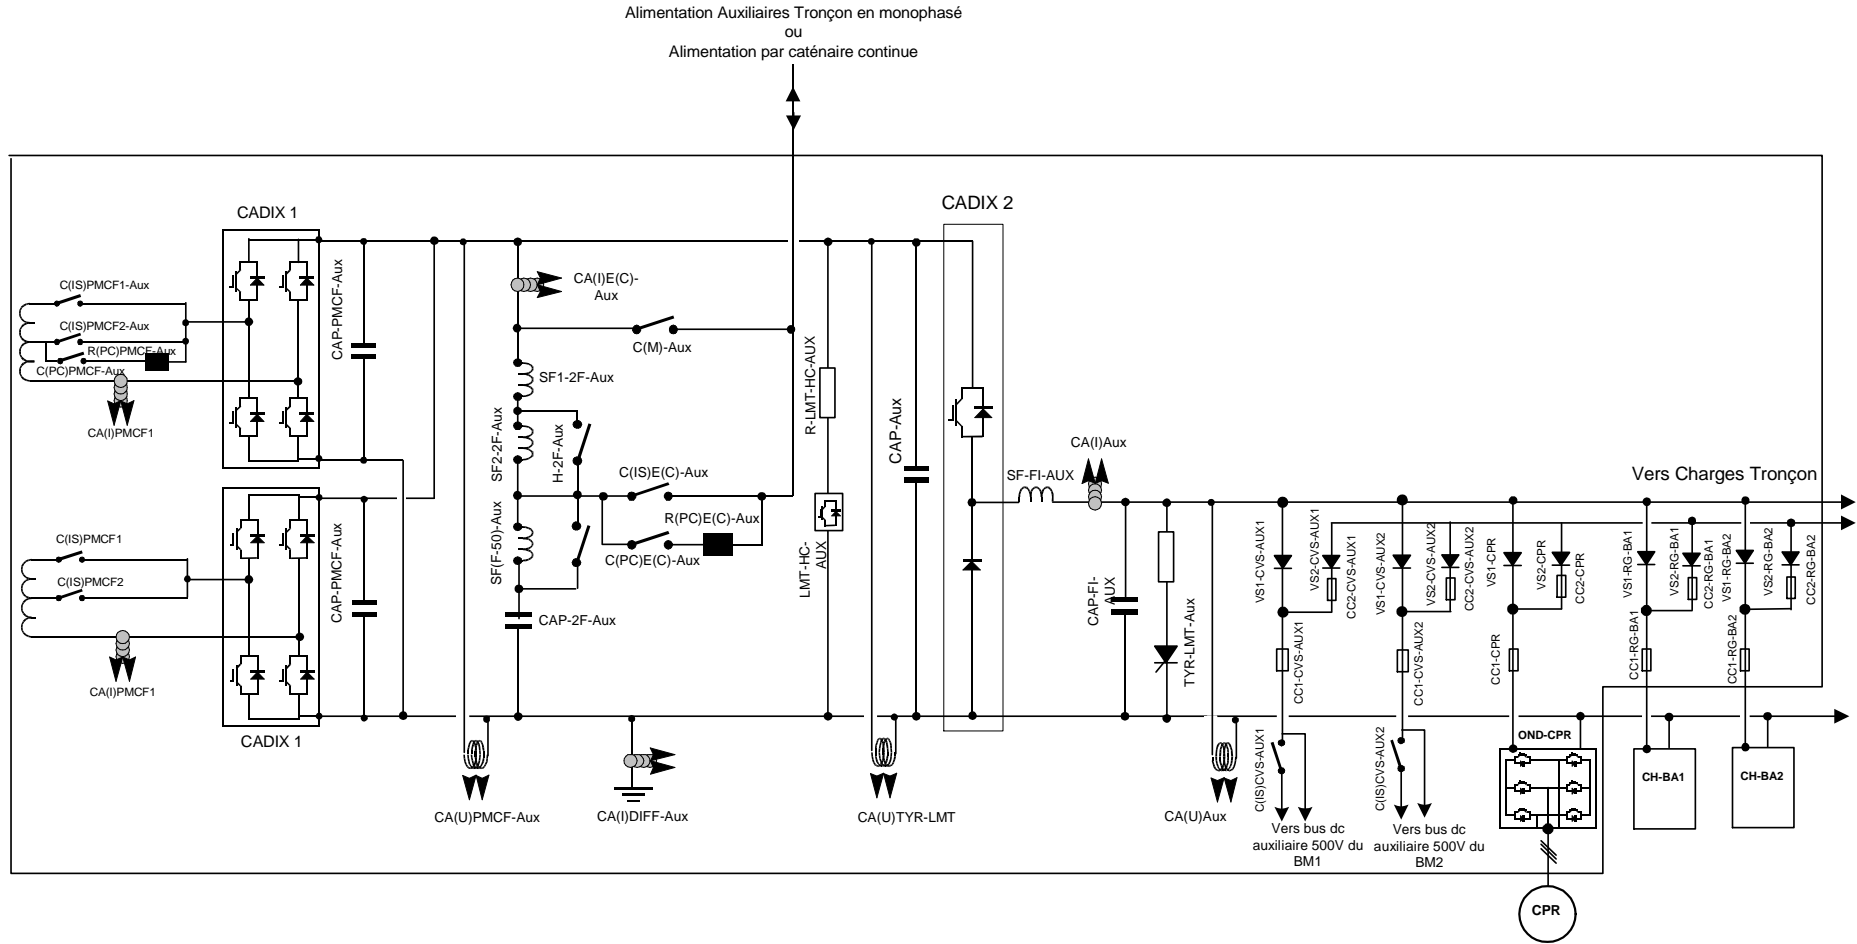 Alimentation Auxiliaires Tronçon en monophasé
ou
Alimentation par caténaire continue
CADIX 1
CADIX 2
C(IS)PMCF1-Aux
C(IS)PMCF2-Aux
R(PC)PMCF-Aux
C(PC)PMCF-Aux
CA(I)PMCF1
CAP-PMCF-Aux
CA(I)E(C)-
Aux
C(M)-Aux
SF1-2F-Aux
SF2-2F-Aux
H-2F-Aux
C(IS)E(C)-Aux
R(PC)E(C)-Aux
C(PC)E(C)-Aux
SF(F-50)-Aux
CAP-2F-Aux
R-LMT-HC-AUX
LMT-HC-
AUX
CAP-Aux
SF-FI-AUX
CA(I)Aux
CAP-FI-
AUX
TYR-LMT-Aux
Vers Charges Tronçon
C(IS)PMCF1
C(IS)PMCF2
CA(I)PMCF1
CAP-PMCF-Aux
CADIX 1
VS1-CVS-AUX1
VS2-CVS-AUX1
CC2-CVS-AUX1
CC1-CVS-AUX1
VS1-CVS-AUX2
VS2-CVS-AUX2
CC2-CVS-AUX2
CC1-CVS-AUX2
VS1-CPR
VS2-CPR
CC2-CPR
CC1-CPR
VS1-RG-BA1
VS2-RG-BA1
CC2-RG-BA1
CC1-RG-BA1
VS1-RG-BA2
VS2-RG-BA2
CC2-RG-BA2
CC1-RG-BA2
CA(U)PMCF-Aux
CA(I)DIFF-Aux
CA(U)TYR-LMT
CA(U)Aux
C(IS)CVS-AUX1
C(IS)CVS-AUX2
Vers bus dc
auxiliaire 500V du
BM1
Vers bus dc
auxiliaire 500V du
BM2
OND-CPR
CH-BA1
CH-BA2
CPR